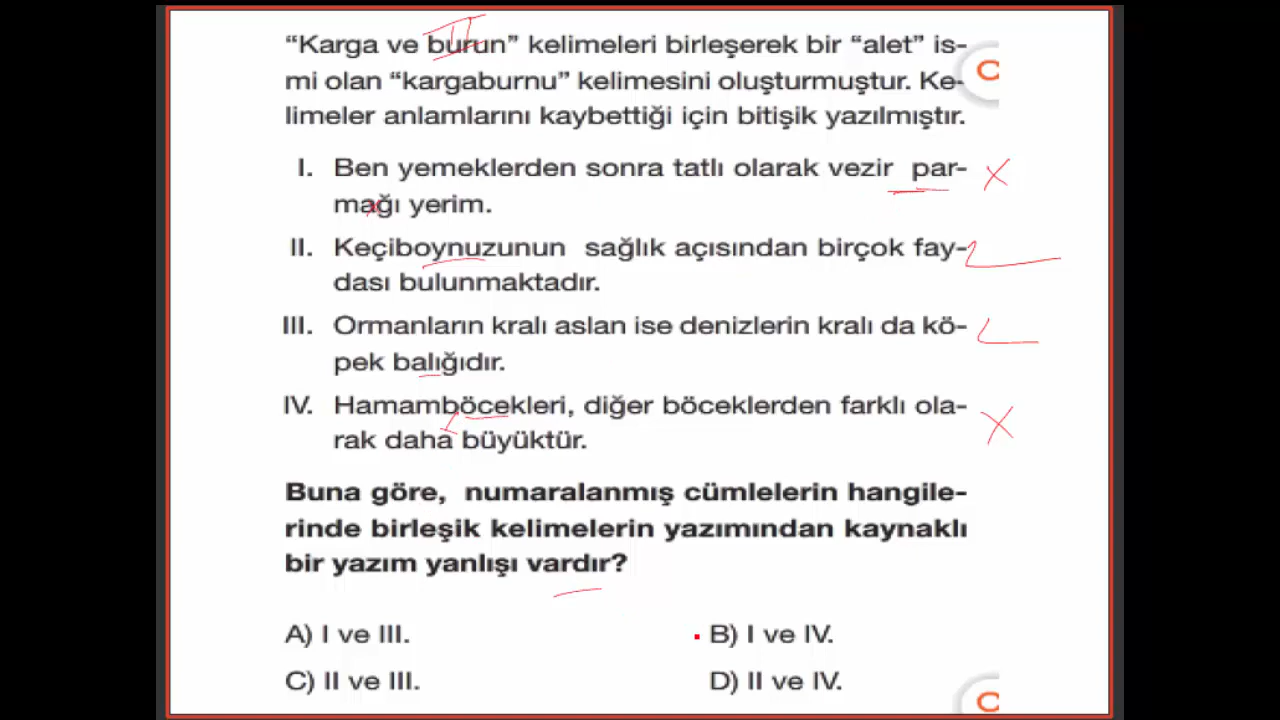 “Karga ve burun” kelimeleri birleşerek bir “alet” is-
mi olan “kargaburnu” kelimesini oluşturmuştur. Ke-
limeler anlamlarını kaybettiği için bitişik yazılmıştır.
I. Ben yemeklerden sonra tatlı olarak vezir par-
mağı yerim.
II. Keçiboynuzunun sağlık açısından birçok fay-
dası bulunmaktadır.
III. Ormanların kralı aslan ise denizlerin kralı da kö-
pek balığıdır.
IV. Hamamböcekleri, diğer böceklerden farklı ola-
rak daha büyüktür.
Buna göre, numaralanmış cümlelerin hangile-
rinde birleşik kelimelerin yazımından kaynaklı
bir yazım yanlışı vardır?
A) I ve III. B) I ve IV.
C) II ve III. D) II ve IV.